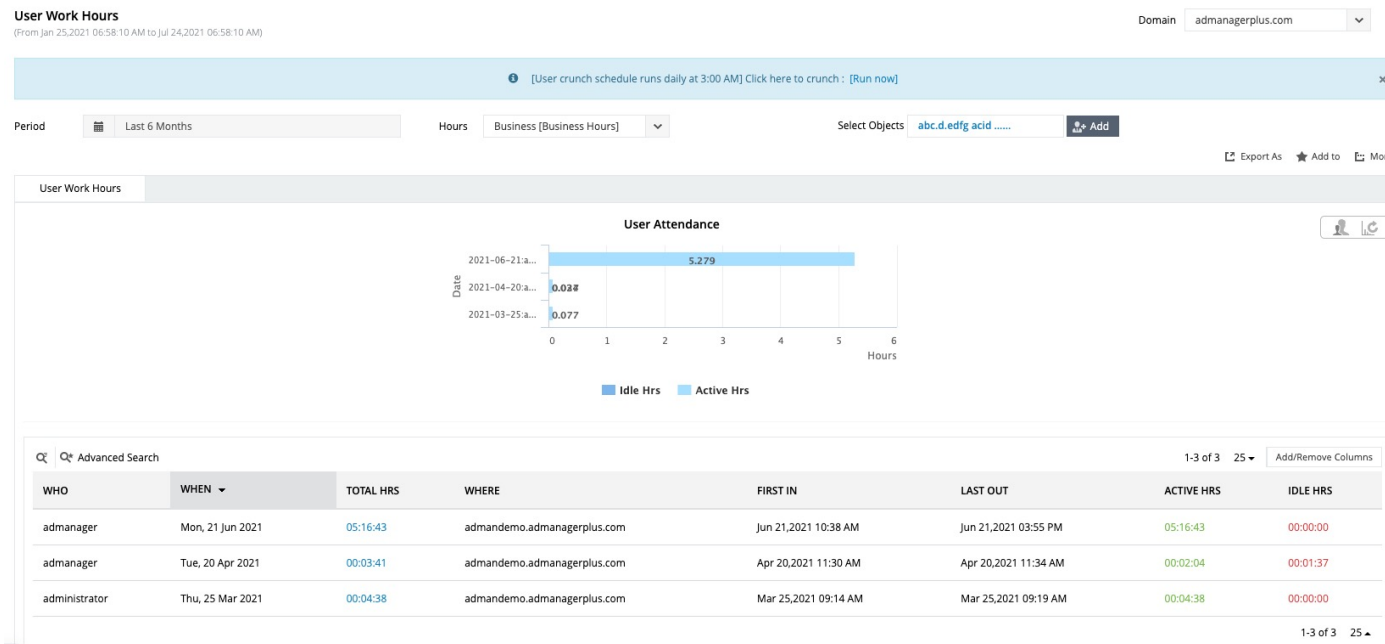 User Work Hours
Domain admanagerplus.com
(From Jan 25,2021 06:58:10 AM to Jul 24,2021 06:58:10 AM)
[User crunch schedule runs daily at 3:00 AM] Click here to crunch : [Run now]
Period Last 6 Months Hours Business [Business Hours] Select Objects abc.d.edfg acid ...... Add
Export As Add to Mor
User Work Hours
User Attendance
2021-06-21:a... 5.279
Date
2021-04-20:a...
2021-03-25:a... 0.077
0 1 2 3 4 5 6
Hours
Idle Hrs Active Hrs
Advanced Search 1-3 of 3 25 Add/Remove Columns
WHO WHEN TOTAL HRS WHERE FIRST IN LAST OUT ACTIVE HRS IDLE HRS
admanager Mon, 21 Jun 2021 05:16:43 admandemo.admanagerplus.com Jun 21,2021 10:38 AM Jun 21,2021 03:55 PM 05:16:43 00:00:00
admanager Tue, 20 Apr 2021 00:03:41 admandemo.admanagerplus.com Apr 20,2021 11:30 AM Apr 20,2021 11:34 AM 00:02:04 00:01:37
administrator Thu, 25 Mar 2021 00:04:38 admandemo.admanagerplus.com Mar 25,2021 09:14 AM Mar 25,2021 09:19 AM 00:04:38 00:00:00
1-3 of 3 25